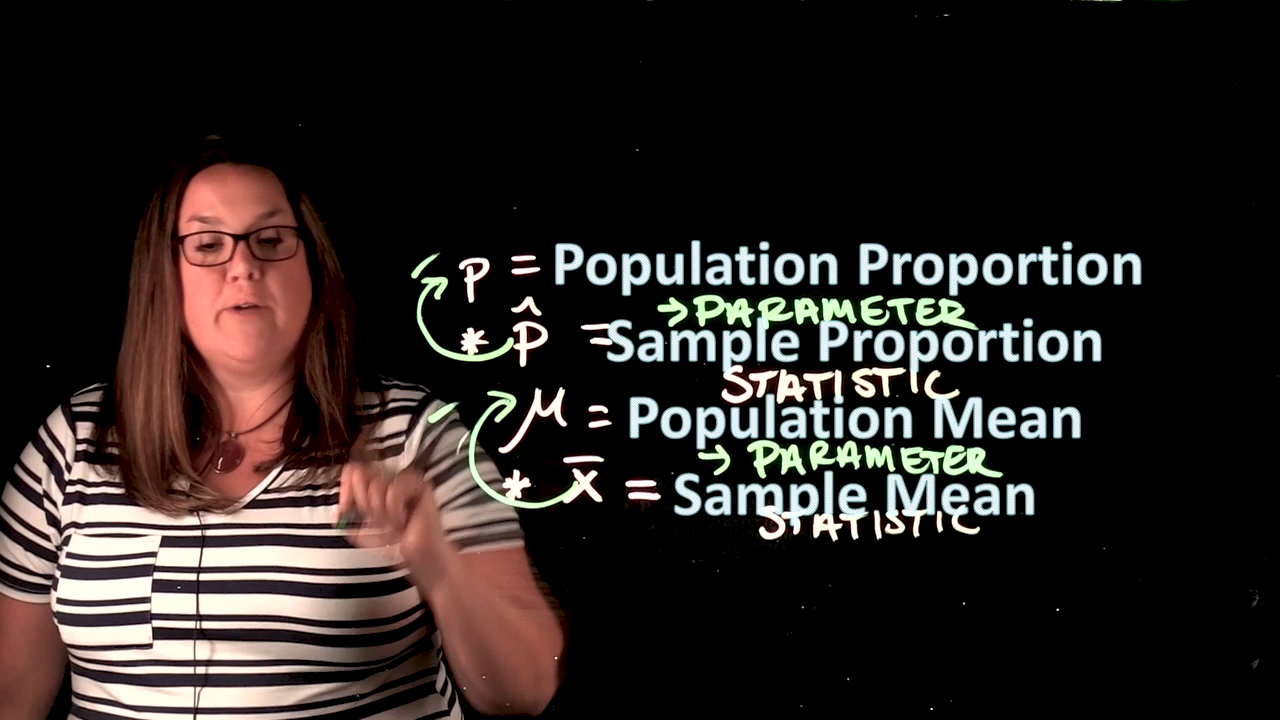 p = Population Proportion
→ PARAMETER
* p̂ = Sample Proportion
STATISTIC
μ = Population Mean
→ PARAMETER
* x̄ = Sample Mean
STATISTIC